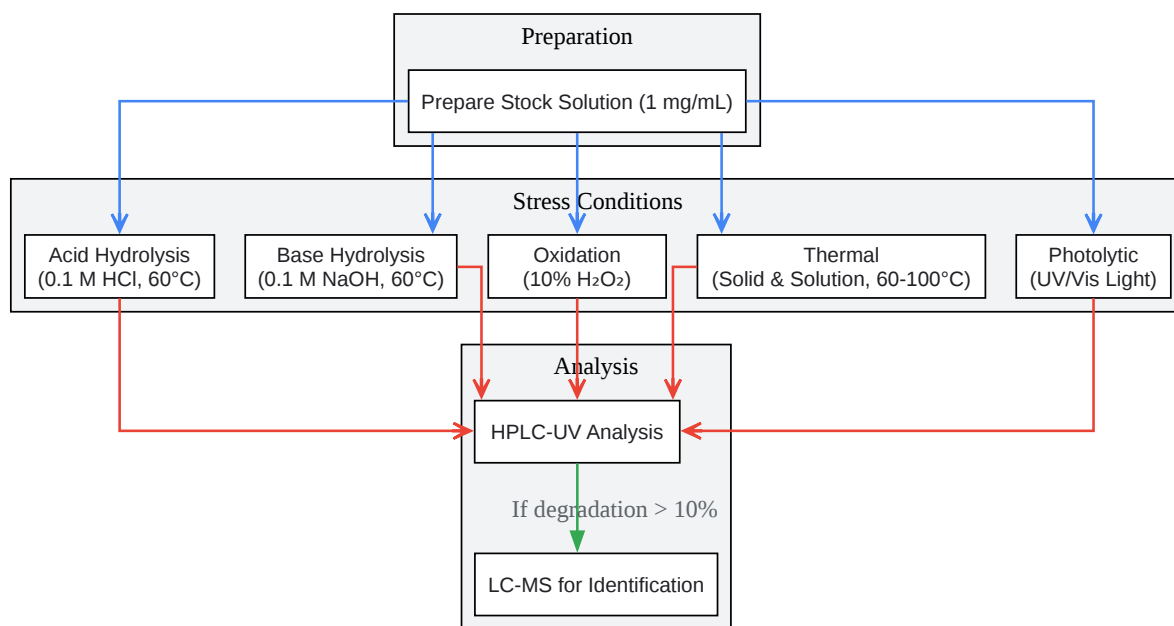 Preparation
Prepare Stock Solution (1 mg/mL)
Stress Conditions
Acid Hydrolysis
(0.1 M HCl, 60°C)
Base Hydrolysis
(0.1 M NaOH, 60°C)
Oxidation
(10% H₂O₂)
Thermal
(Solid & Solution, 60-100°C)
Photolytic
(UV/Vis Light)
Analysis
HPLC-UV Analysis
If degradation > 10%
LC-MS for Identification